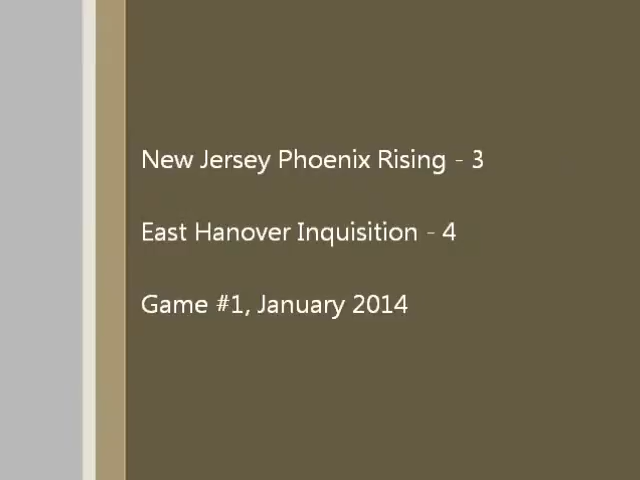 New Jersey Phoenix Rising - 3
East Hanover Inquisition - 4
Game #1, January 2014